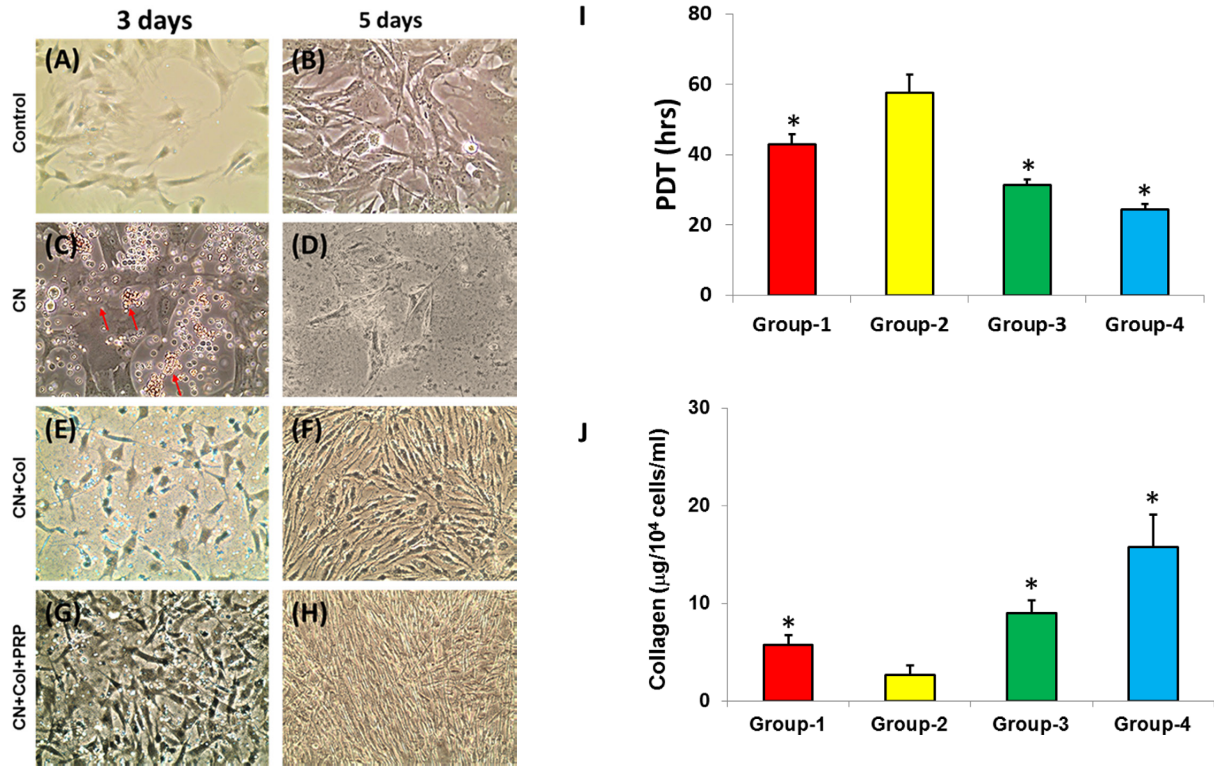 3 days
5 days
Control
(A)
(B)
CN
(C)
(D)
CN+Col
(E)
(F)
CN+Col+PRP
(G)
(H)
I
PDT (hrs)
80
60
40
20
0
*
*
*
Group-1
Group-2
Group-3
Group-4
J
Collagen (µg/10⁴ cells/ml)
30
20
10
0
*
*
*
Group-1
Group-2
Group-3
Group-4